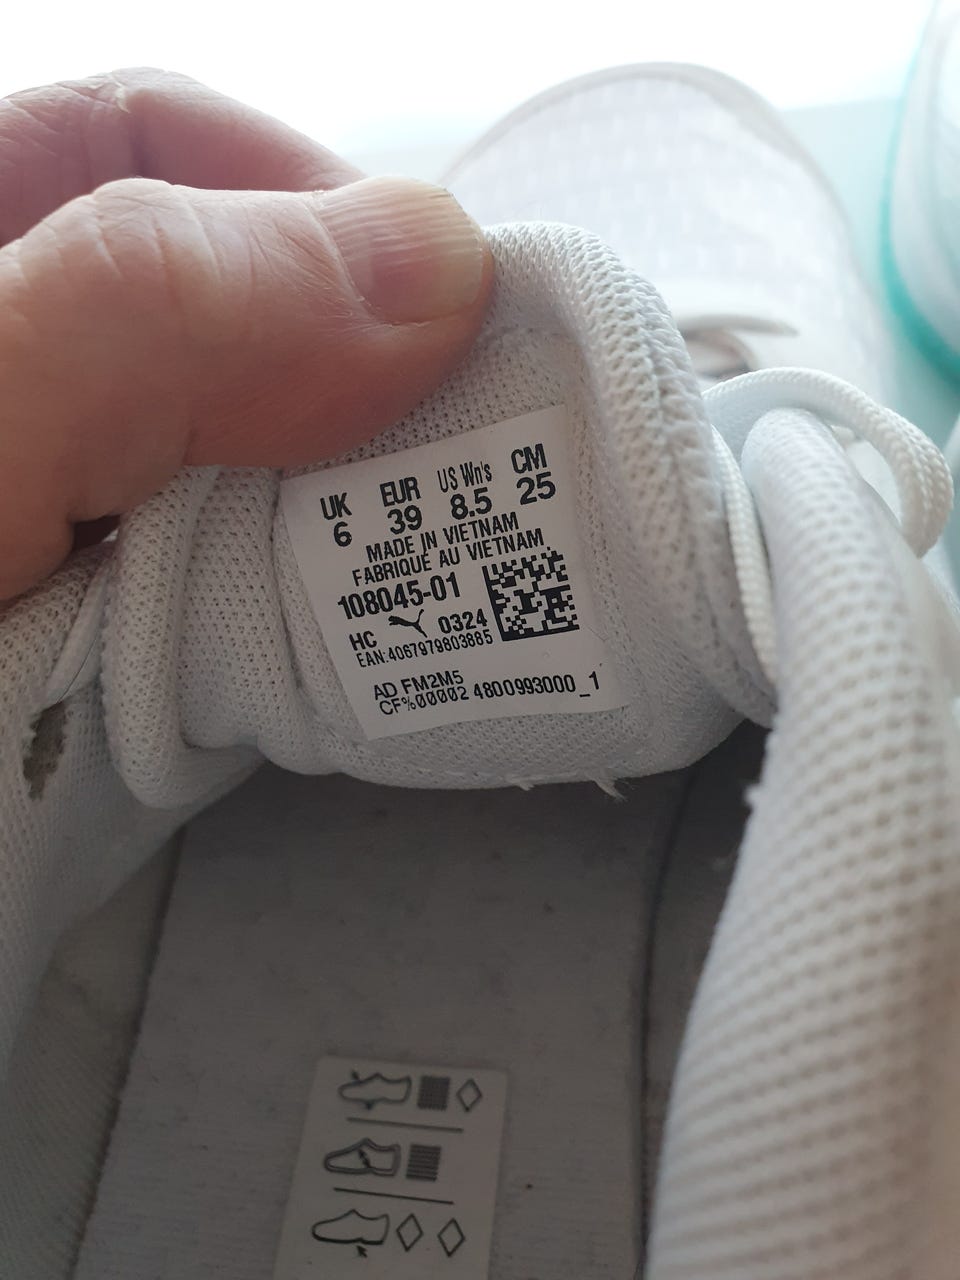 UK EUR US Wn's CM
6 39 8.5 25
MADE IN VIETNAM
FABRIQUE AU VIETNAM
108045-01
HC 0324
EAN:4067979803885
AD FM2M5
CF%00002 4800993000_1